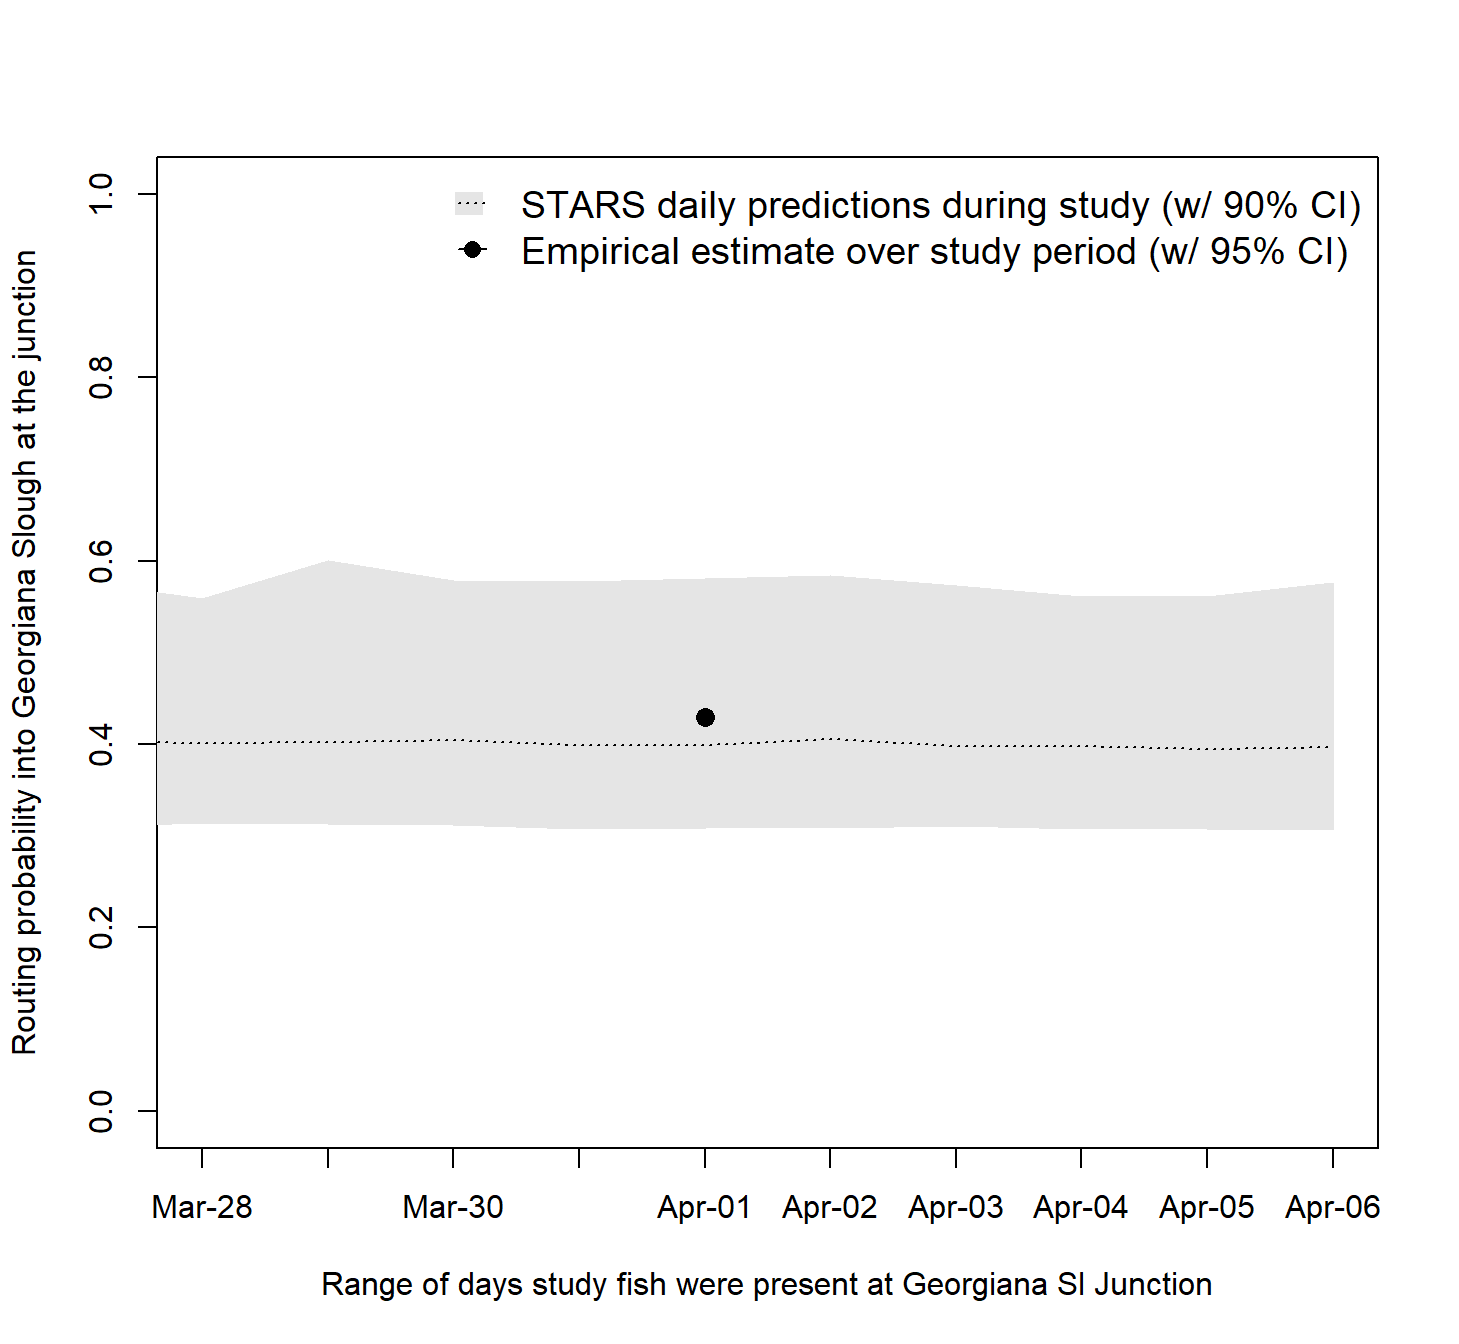 STARS daily predictions during study (w/ 90% CI)
Empirical estimate over study period (w/ 95% CI)
Routing probability into Georgiana Slough at the junction
1.0
0.8
0.6
0.4
0.2
0.0
Mar-28 Mar-30 Apr-01 Apr-02 Apr-03 Apr-04 Apr-05 Apr-06
Range of days study fish were present at Georgiana Sl Junction